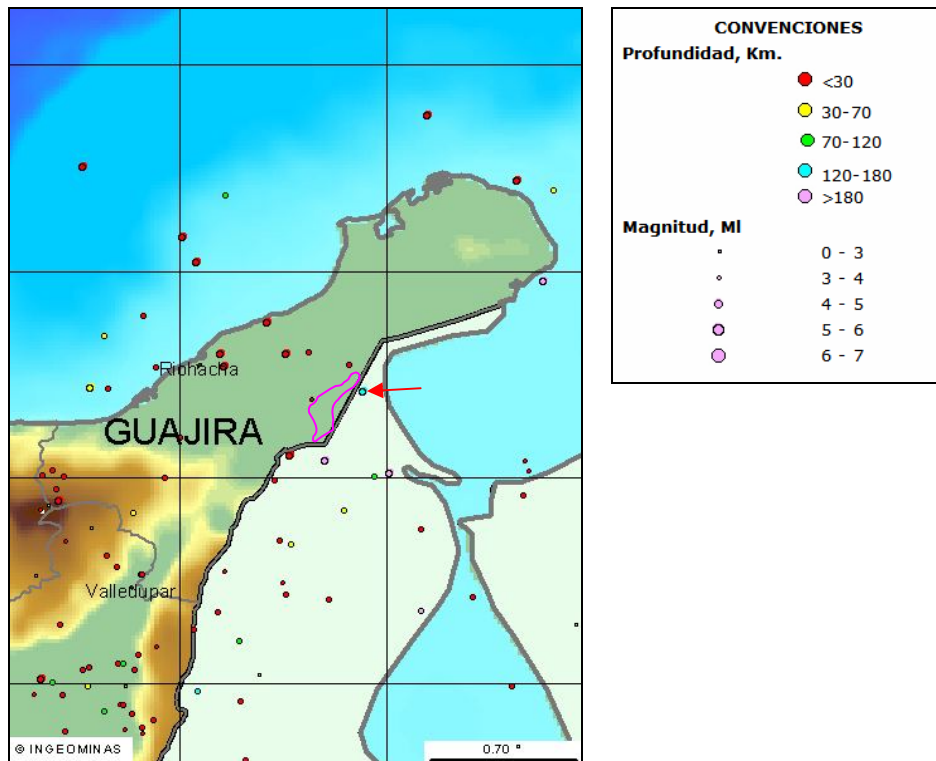 Riohacha
GUAJIRA
Valledupar
© INGEOMINAS
0.70 °
CONVENCIONES
Profundidad, Km.
<30
30-70
70-120
120-180
>180
Magnitud, Ml
0 - 3
3 - 4
4 - 5
5 - 6
6 - 7